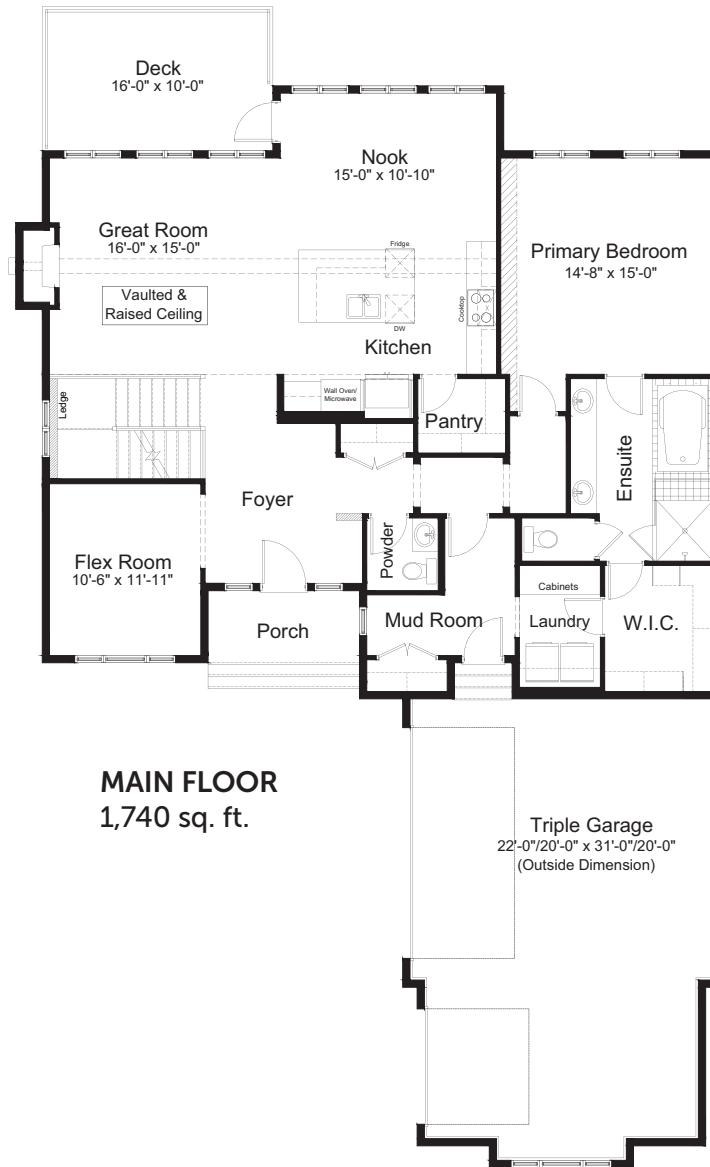 Deck
16'-0" x 10'-0"
Nook
15'-0" x 10'-10"
Great Room
16'-0" x 15'-0"
Vaulted &
Raised Ceiling
Fridge
DW
Cooktop
Kitchen
Primary Bedroom
14'-8" x 15'-0"
Wall Oven/
Microwave
Pantry
Ledge
Ensuite
Foyer
Powder
Flex Room
10'-6" x 11'-11"
Porch
Mud Room
Cabinets
Laundry
W.I.C.
MAIN FLOOR
1,740 sq. ft.
Triple Garage
22'-0"/20'-0" x 31'-0"/20'-0"
(Outside Dimension)